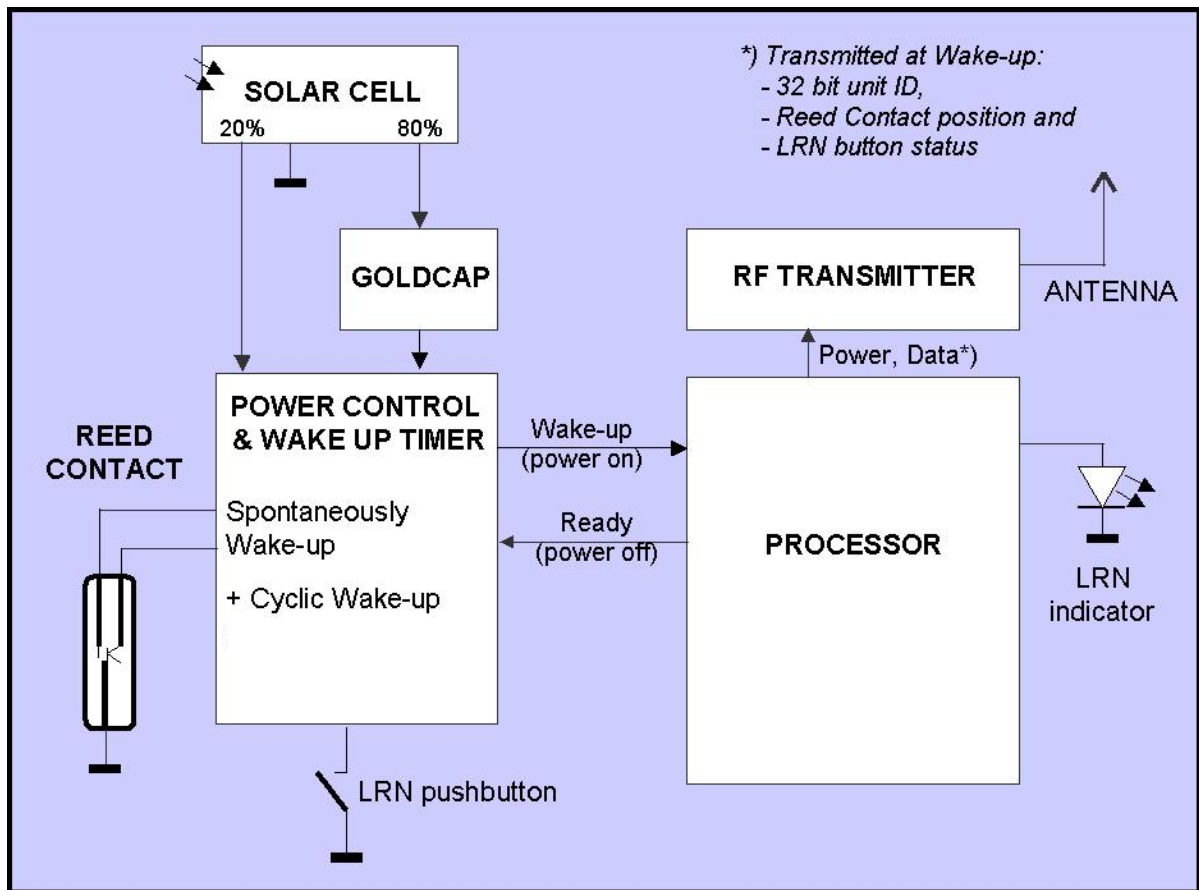 SOLAR CELL
20% 80%
*) Transmitted at Wake-up:
- 32 bit unit ID,
- Reed Contact position and
- LRN button status
GOLDCAP
RF TRANSMITTER
ANTENNA
Power, Data*)
POWER CONTROL
& WAKE UP TIMER
REED
CONTACT
Spontaneously
Wake-up
+ Cyclic Wake-up
Wake-up
(power on)
Ready
(power off)
PROCESSOR
LRN
indicator
LRN pushbutton